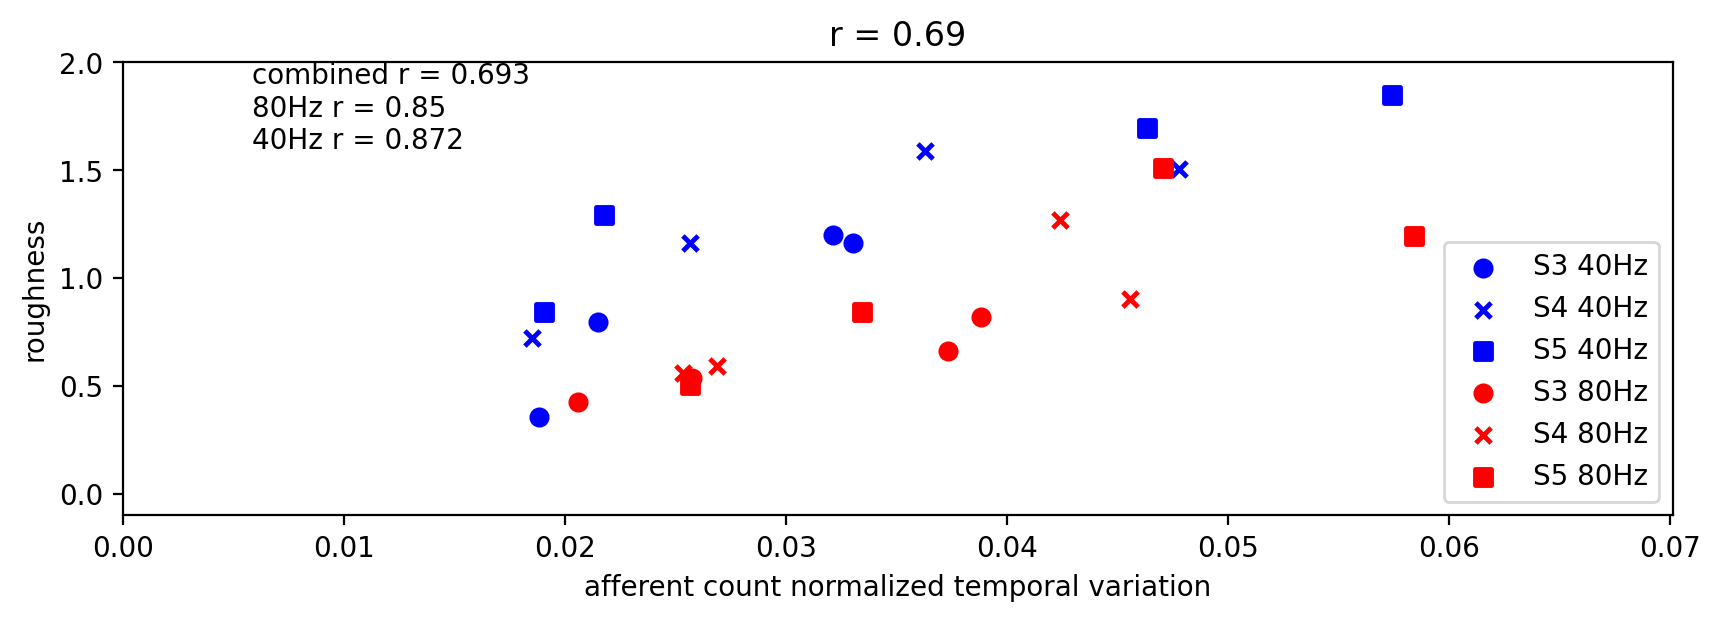 r = 0.69
combined r = 0.693
80Hz r = 0.85
40Hz r = 0.872
2.0
1.5
1.0
0.5
0.0
roughness
S3 40Hz
S4 40Hz
S5 40Hz
S3 80Hz
S4 80Hz
S5 80Hz
0.00 0.01 0.02 0.03 0.04 0.05 0.06 0.07
afferent count normalized temporal variation